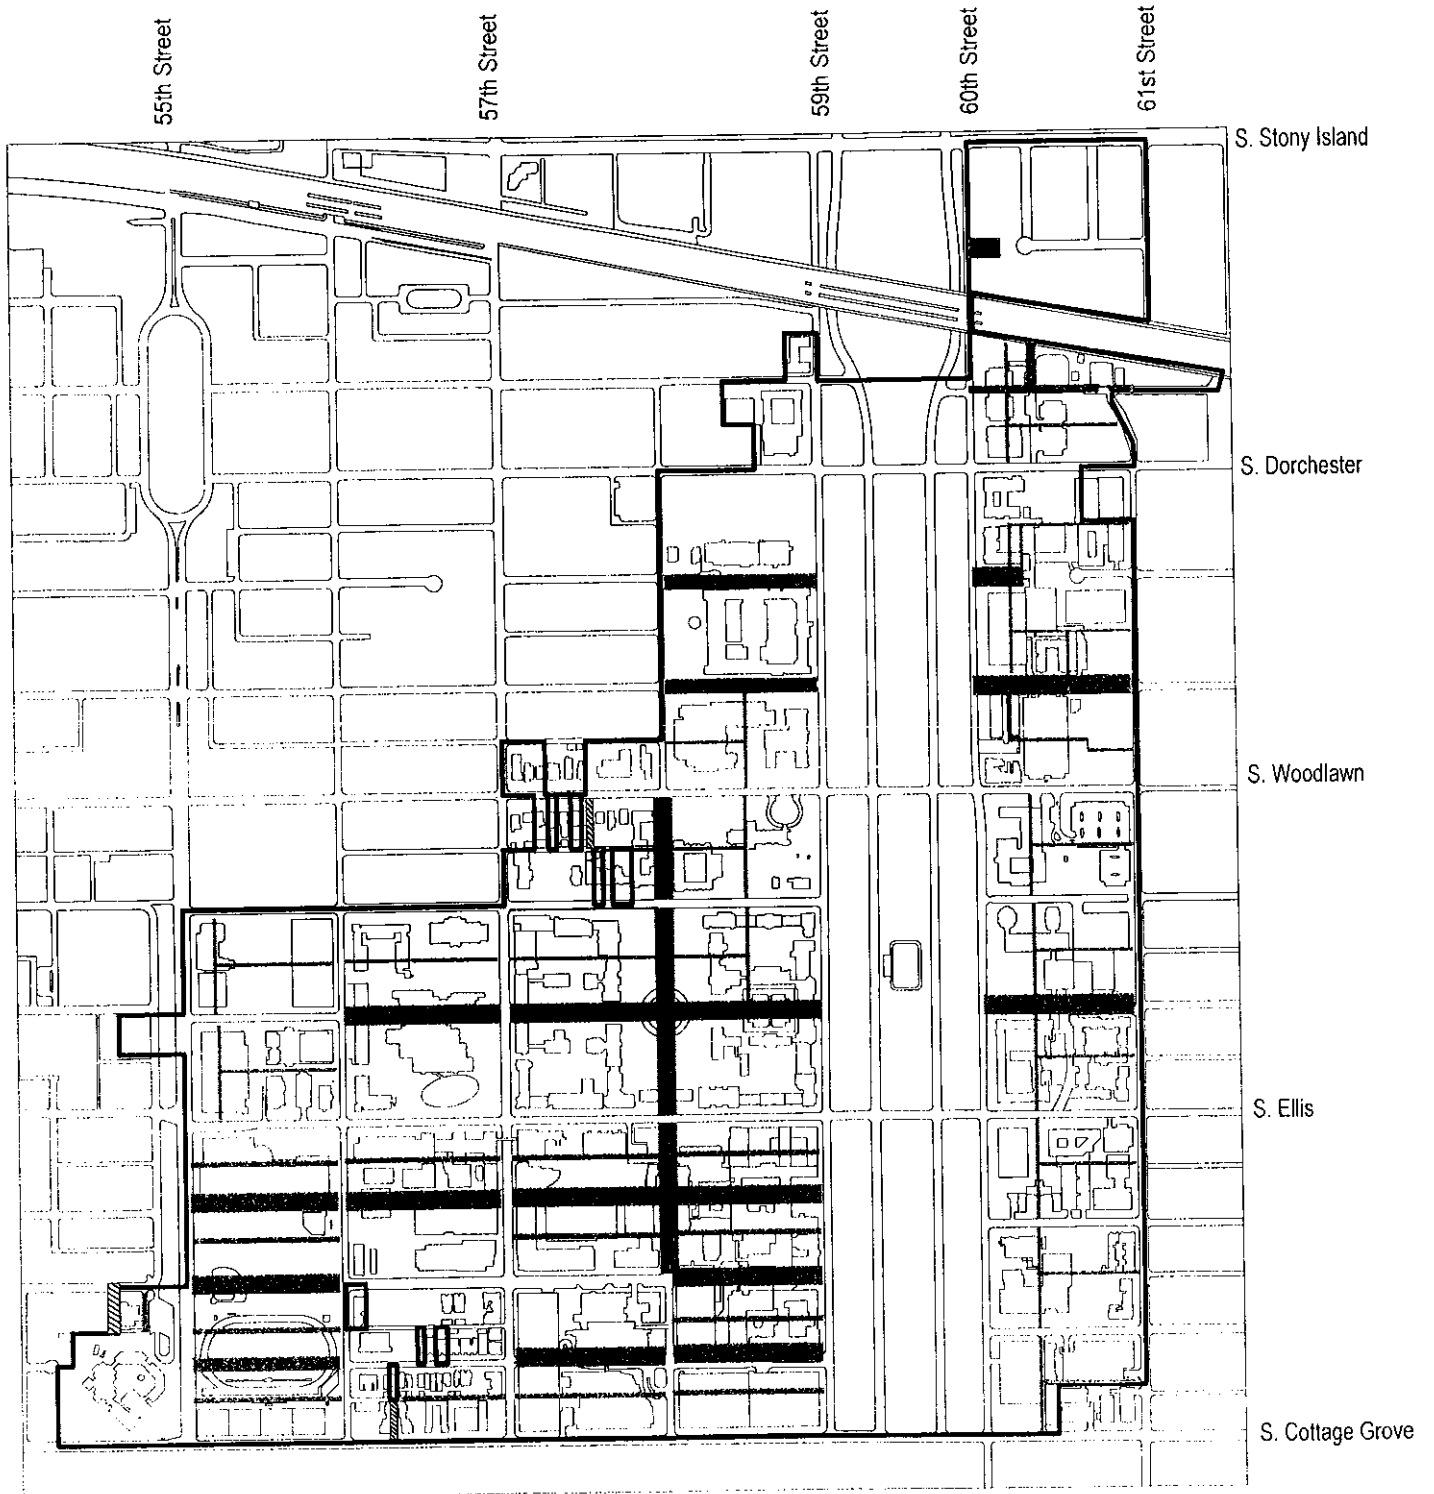 55th Street
57th Street
59th Street
60th Street
61st Street
S. Stony Island
S. Dorchester
S. Woodlawn
S. Ellis
S. Cottage Grove